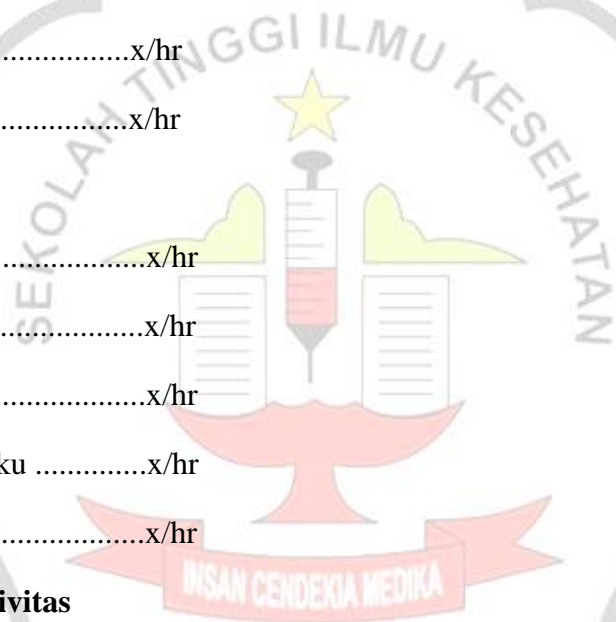 ................x/hr
................x/hr
..................x/hr
..................x/hr
..................x/hr
ku ..............x/hr
..................x/hr
ivitas
SEKOLAH TINGGI ILMU KESEHATAN
INSAN CENDEKIA MEDIKA